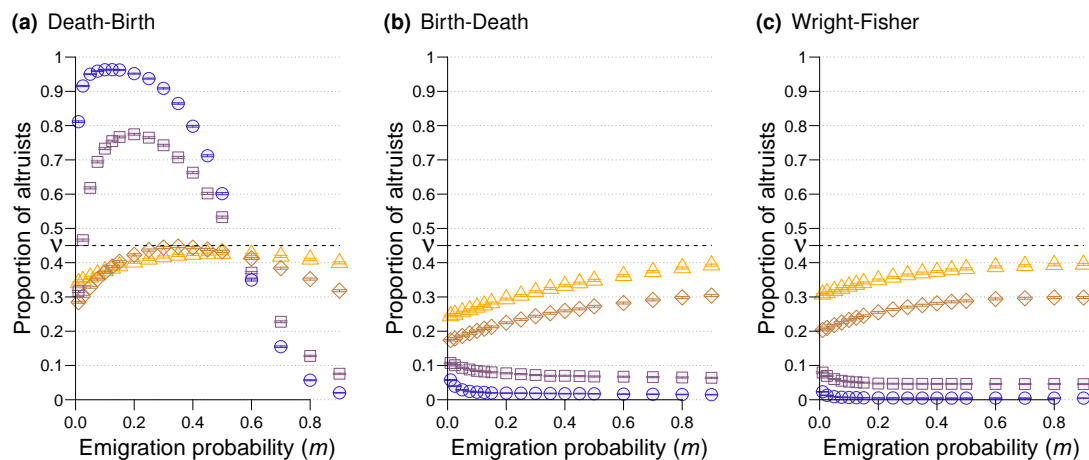 (a) Death-Birth
(b) Birth-Death
(c) Wright-Fisher
Proportion of altruists
1
0.9
0.8
0.7
0.6
0.5
ν
0.4
0.3
0.2
0.1
0
0.0 0.2 0.4 0.6 0.8
Emigration probability (m)
Proportion of altruists
1
0.9
0.8
0.7
0.6
0.5
ν
0.4
0.3
0.2
0.1
0
0.0 0.2 0.4 0.6 0.8
Emigration probability (m)
Proportion of altruists
1
0.9
0.8
0.7
0.6
0.5
ν
0.4
0.3
0.2
0.1
0
0.0 0.2 0.4 0.6 0.8
Emigration probability (m)